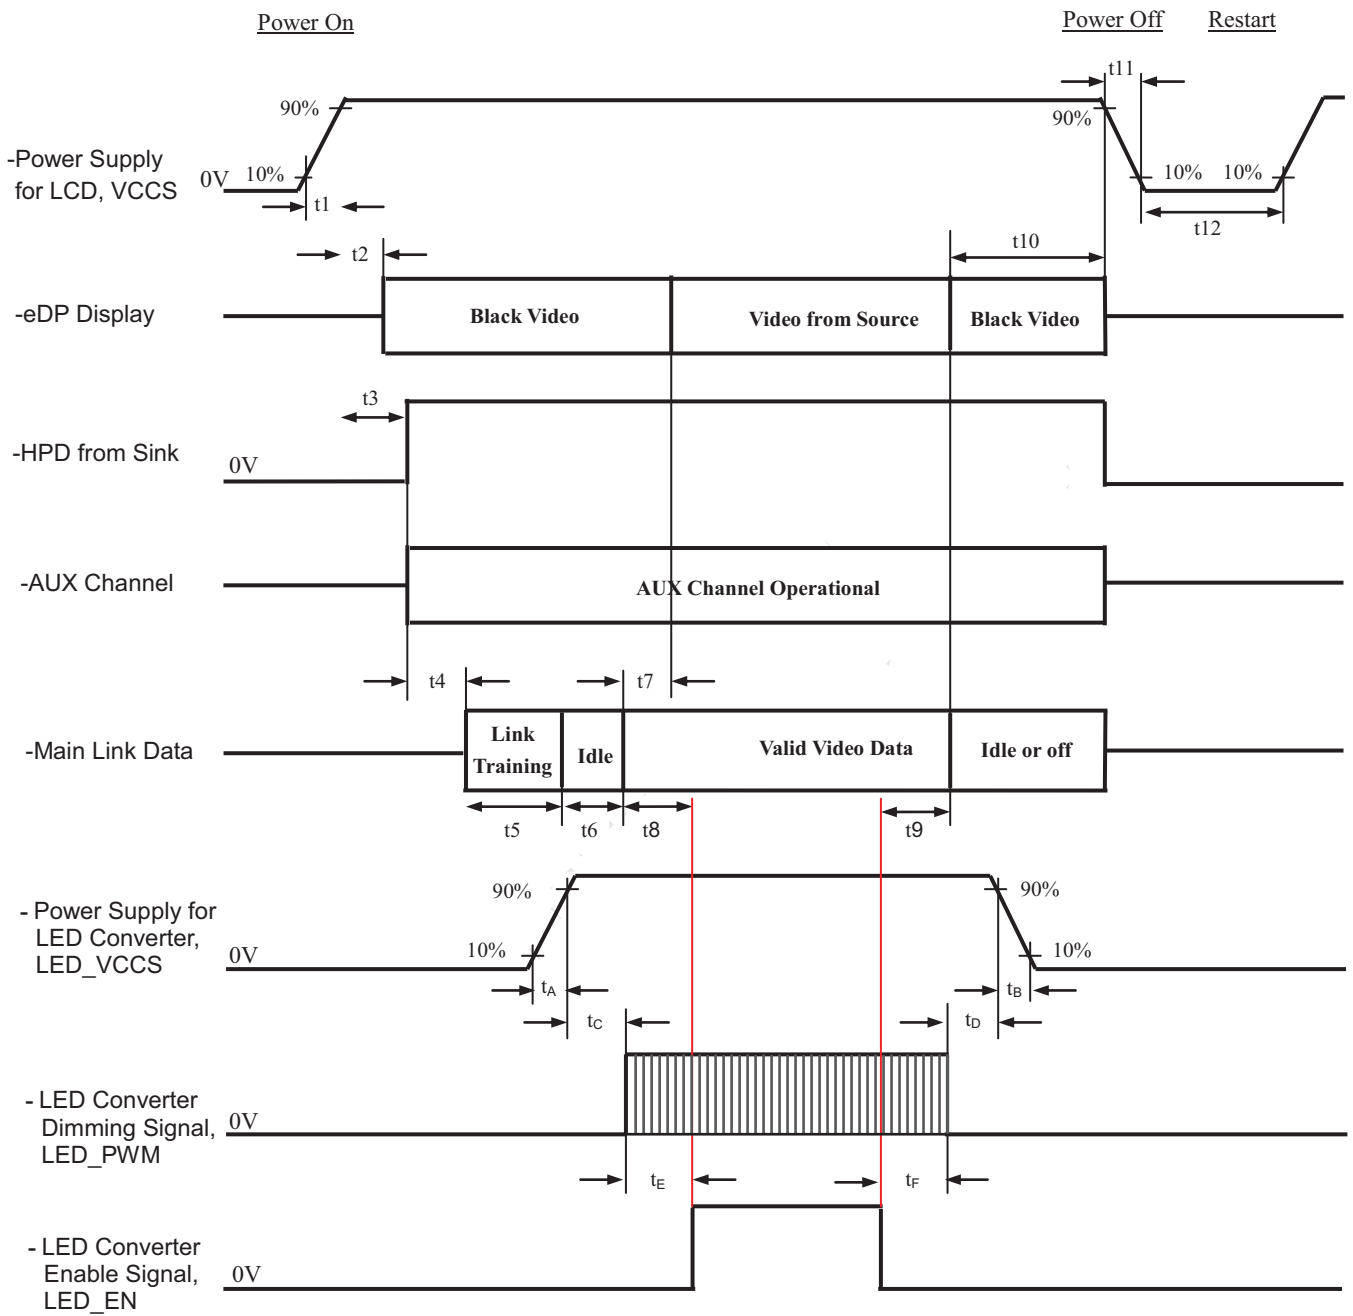 Power On
Power Off
Restart
t11
90%
90%
-Power Supply
for LCD, VCCS
0V
10%
10%
10%
t1
t12
t2
t10
-eDP Display
Black Video
Video from Source
Black Video
t3
-HPD from Sink
0V
-AUX Channel
AUX Channel Operational
t4
t7
-Main Link Data
Link
Training
Idle
Valid Video Data
Idle or off
t5
t6
t8
t9
90%
90%
- Power Supply for
LED Converter,
LED_VCCS
0V
10%
10%
tA
tB
tC
tD
- LED Converter
Dimming Signal,
LED_PWM
0V
tE
tF
- LED Converter
Enable Signal,
LED_EN
0V